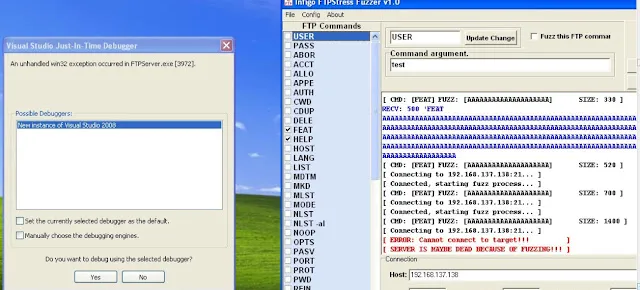 Visual Studio Just-In-Time Debugger
An unhandled win32 exception occurred in FTPServer.exe [3972].
Possible Debuggers:
New instance of Visual Studio 2008
Set the currently selected debugger as the default.
Manually choose the debugging engines.
Do you want to debug using the selected debugger?
Yes
No
Infigo FTPStress Fuzzer v1.0
File Config About
FTP Commands
USER
PASS
ABOR
ACCT
ALLO
APPE
AUTH
CWD
CDUP
DELE
FEAT
HELP
HOST
LANG
LIST
MDTM
MKD
MLST
MODE
NLST
NLST -al
NOOP
OPTS
PASV
PORT
PROT
PWD
REIN
USER
Update Change
Fuzz this FTP commar
Command argument.
test
[ CMD: [FEAT] FUZZ: [AAAAAAAAAAAAAAAAAAAA] SIZE: 330 ]
RECV: 500 'FEAT
[ CMD: [FEAT] FUZZ: [AAAAAAAAAAAAAAAAAAAA] SIZE: 520 ]
[ Connecting to 192.168.137.138:21... ]
[ Connected, starting fuzz process... ]
[ CMD: [FEAT] FUZZ: [AAAAAAAAAAAAAAAAAAAA] SIZE: 700 ]
[ Connecting to 192.168.137.138:21... ]
[ Connected, starting fuzz process... ]
[ CMD: [FEAT] FUZZ: [AAAAAAAAAAAAAAAAAAAA] SIZE: 1400 ]
[ ERROR: Cannot connect to target!!! ]
[ SERVER IS MAYBE DEAD BECAUSE OF FUZZING!!! ]
Connection
Host: 192.168.137.138